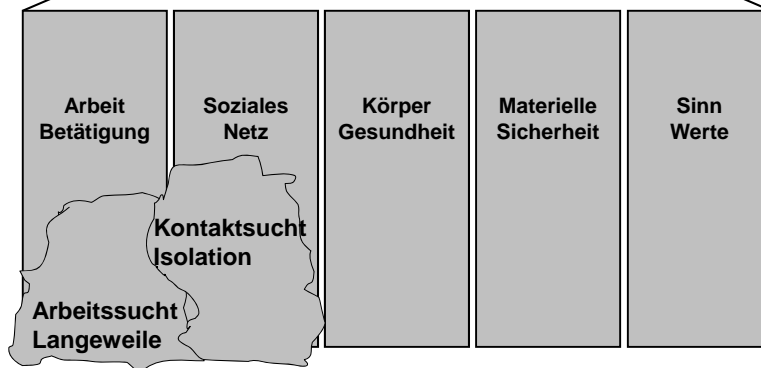 Arbeit
Betätigung
Soziales
Netz
Körper
Gesundheit
Materielle
Sicherheit
Sinn
Werte
Kontaktsucht
Isolation
Arbeitssucht
Langeweile